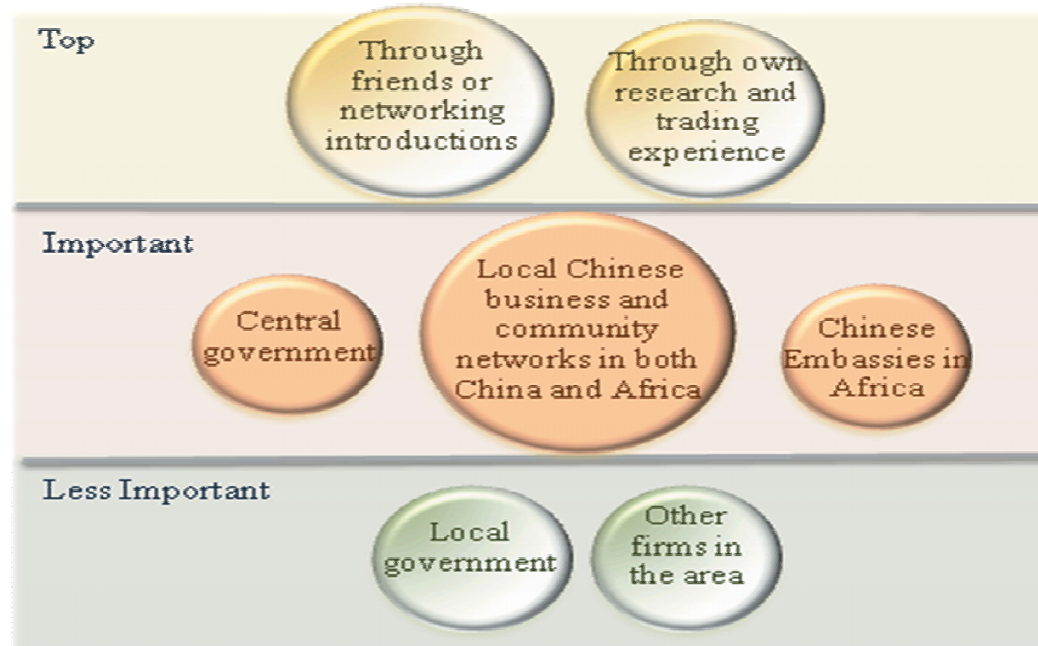 Top
Through
friends or
networking
introductions
Through own
research and
trading
experience
Important
Central
government
Local Chinese
business and
community
networks in both
China and Africa
Chinese
Embassies in
Africa
Less Important
Local
government
Other
firms in
the area